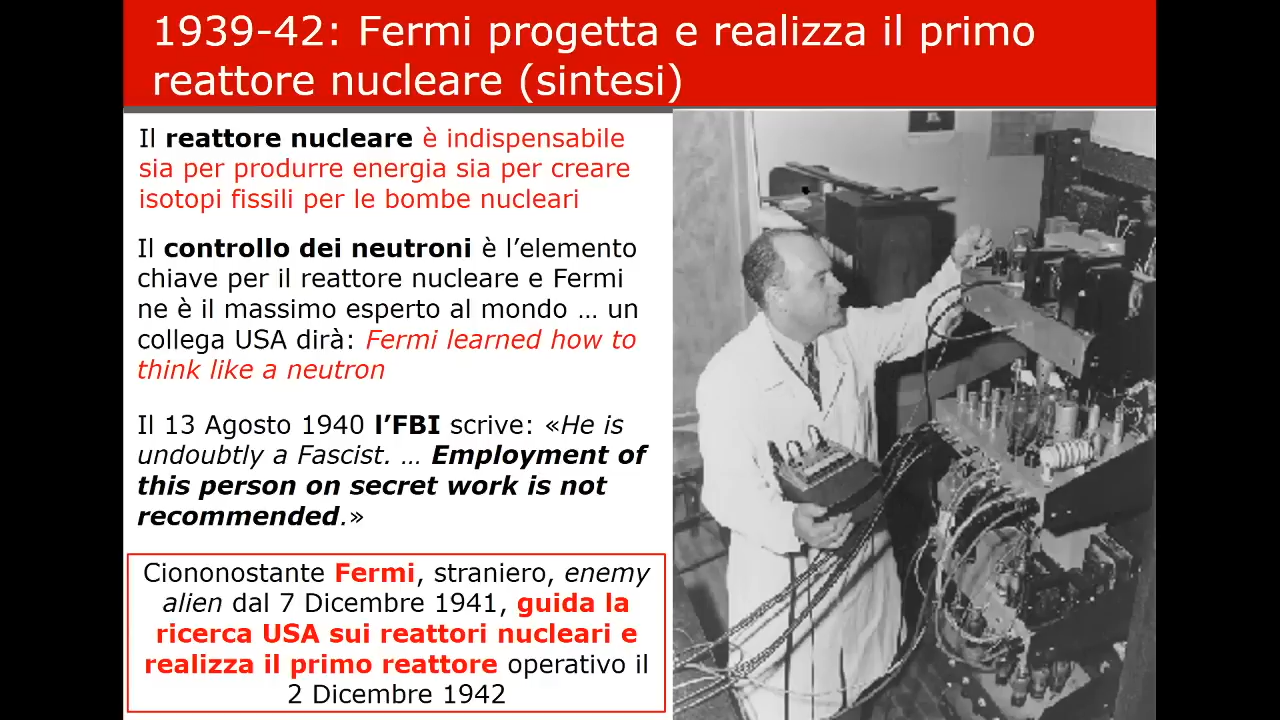 1939-42: Fermi progetta e realizza il primo
reattore nucleare (sintesi)
Il reattore nucleare è indispensabile
sia per produrre energia sia per creare
isotopi fissili per le bombe nucleari
Il controllo dei neutroni è l’elemento
chiave per il reattore nucleare e Fermi
ne è il massimo esperto al mondo … un
collega USA dirà: Fermi learned how to
think like a neutron
Il 13 Agosto 1940 l’FBI scrive: «He is
undoubtly a Fascist. … Employment of
this person on secret work is not
recommended.»
Ciononostante Fermi, straniero, enemy
alien dal 7 Dicembre 1941, guida la
ricerca USA sui reattori nucleari e
realizza il primo reattore operativo il
2 Dicembre 1942